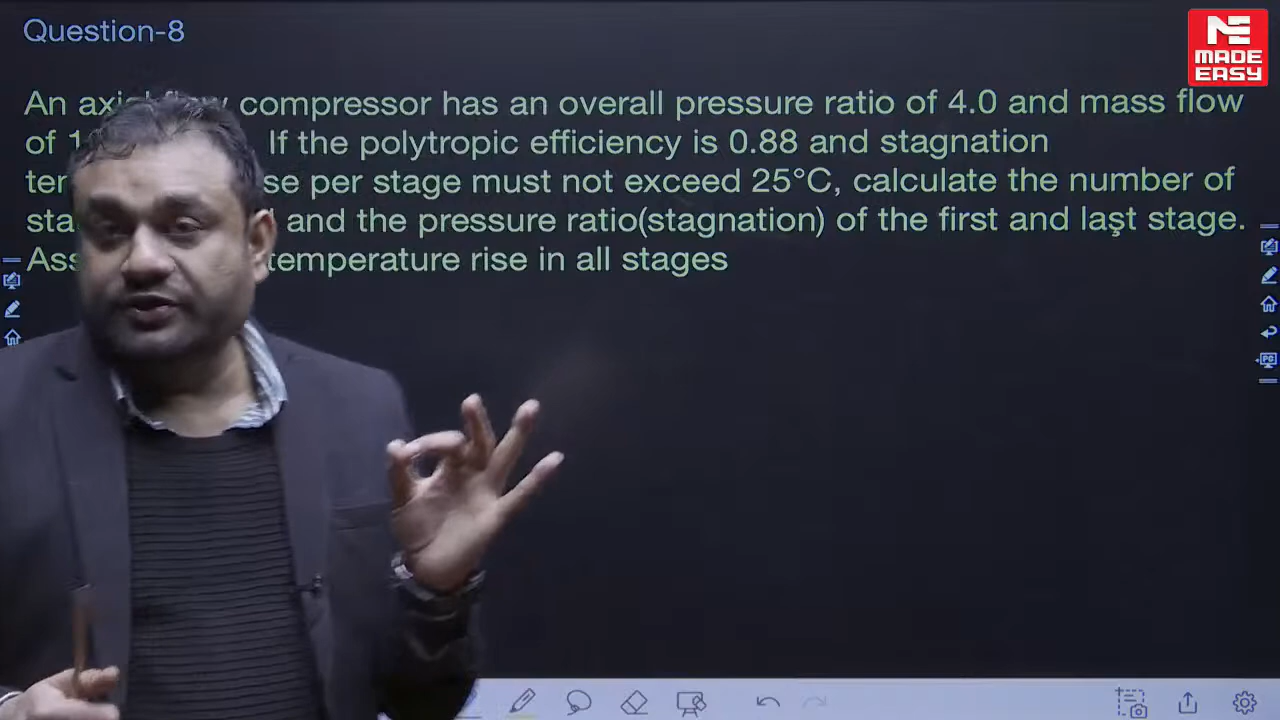 Question-8
MADE
EASY
An axial flow compressor has an overall pressure ratio of 4.0 and mass flow
of If the polytropic efficiency is 0.88 and stagnation
per stage must not exceed 25°C, calculate the number of
and the pressure ratio(stagnation) of the first and last stage.
temperature rise in all stages